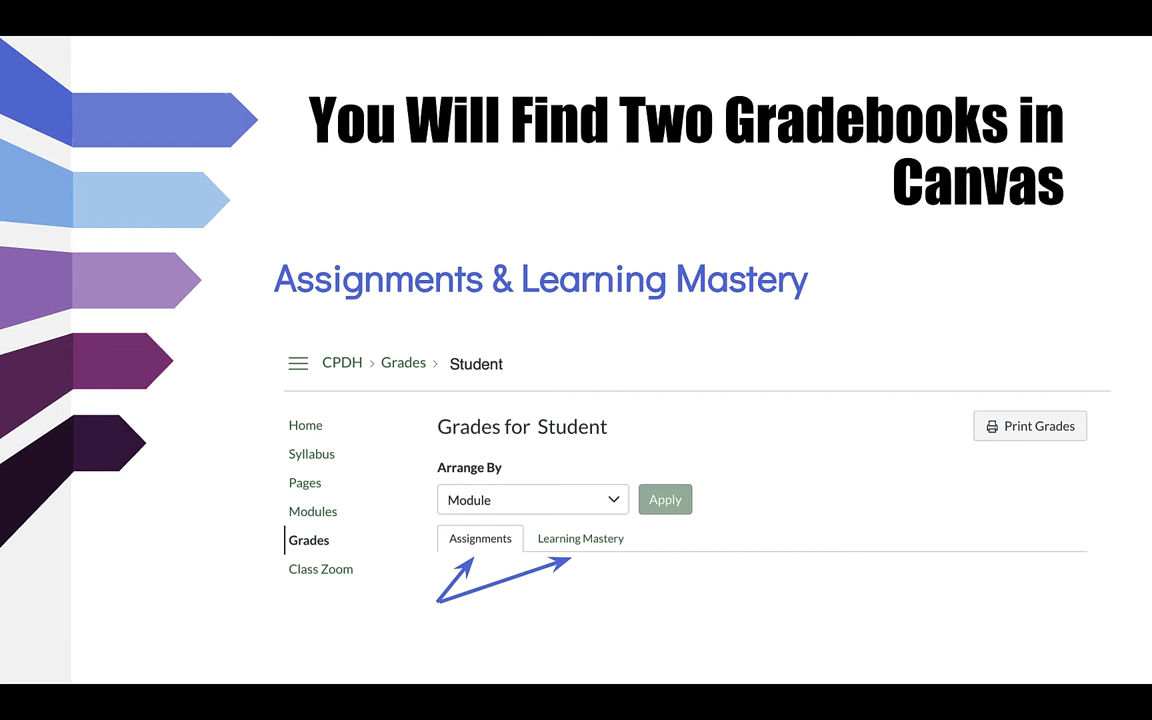 You Will Find Two Gradebooks in
Canvas
Assignments & Learning Mastery
CPDH > Grades > Student
Home
Syllabus
Pages
Modules
Grades
Class Zoom
Grades for Student
Print Grades
Arrange By
Module
Apply
Assignments
Learning Mastery